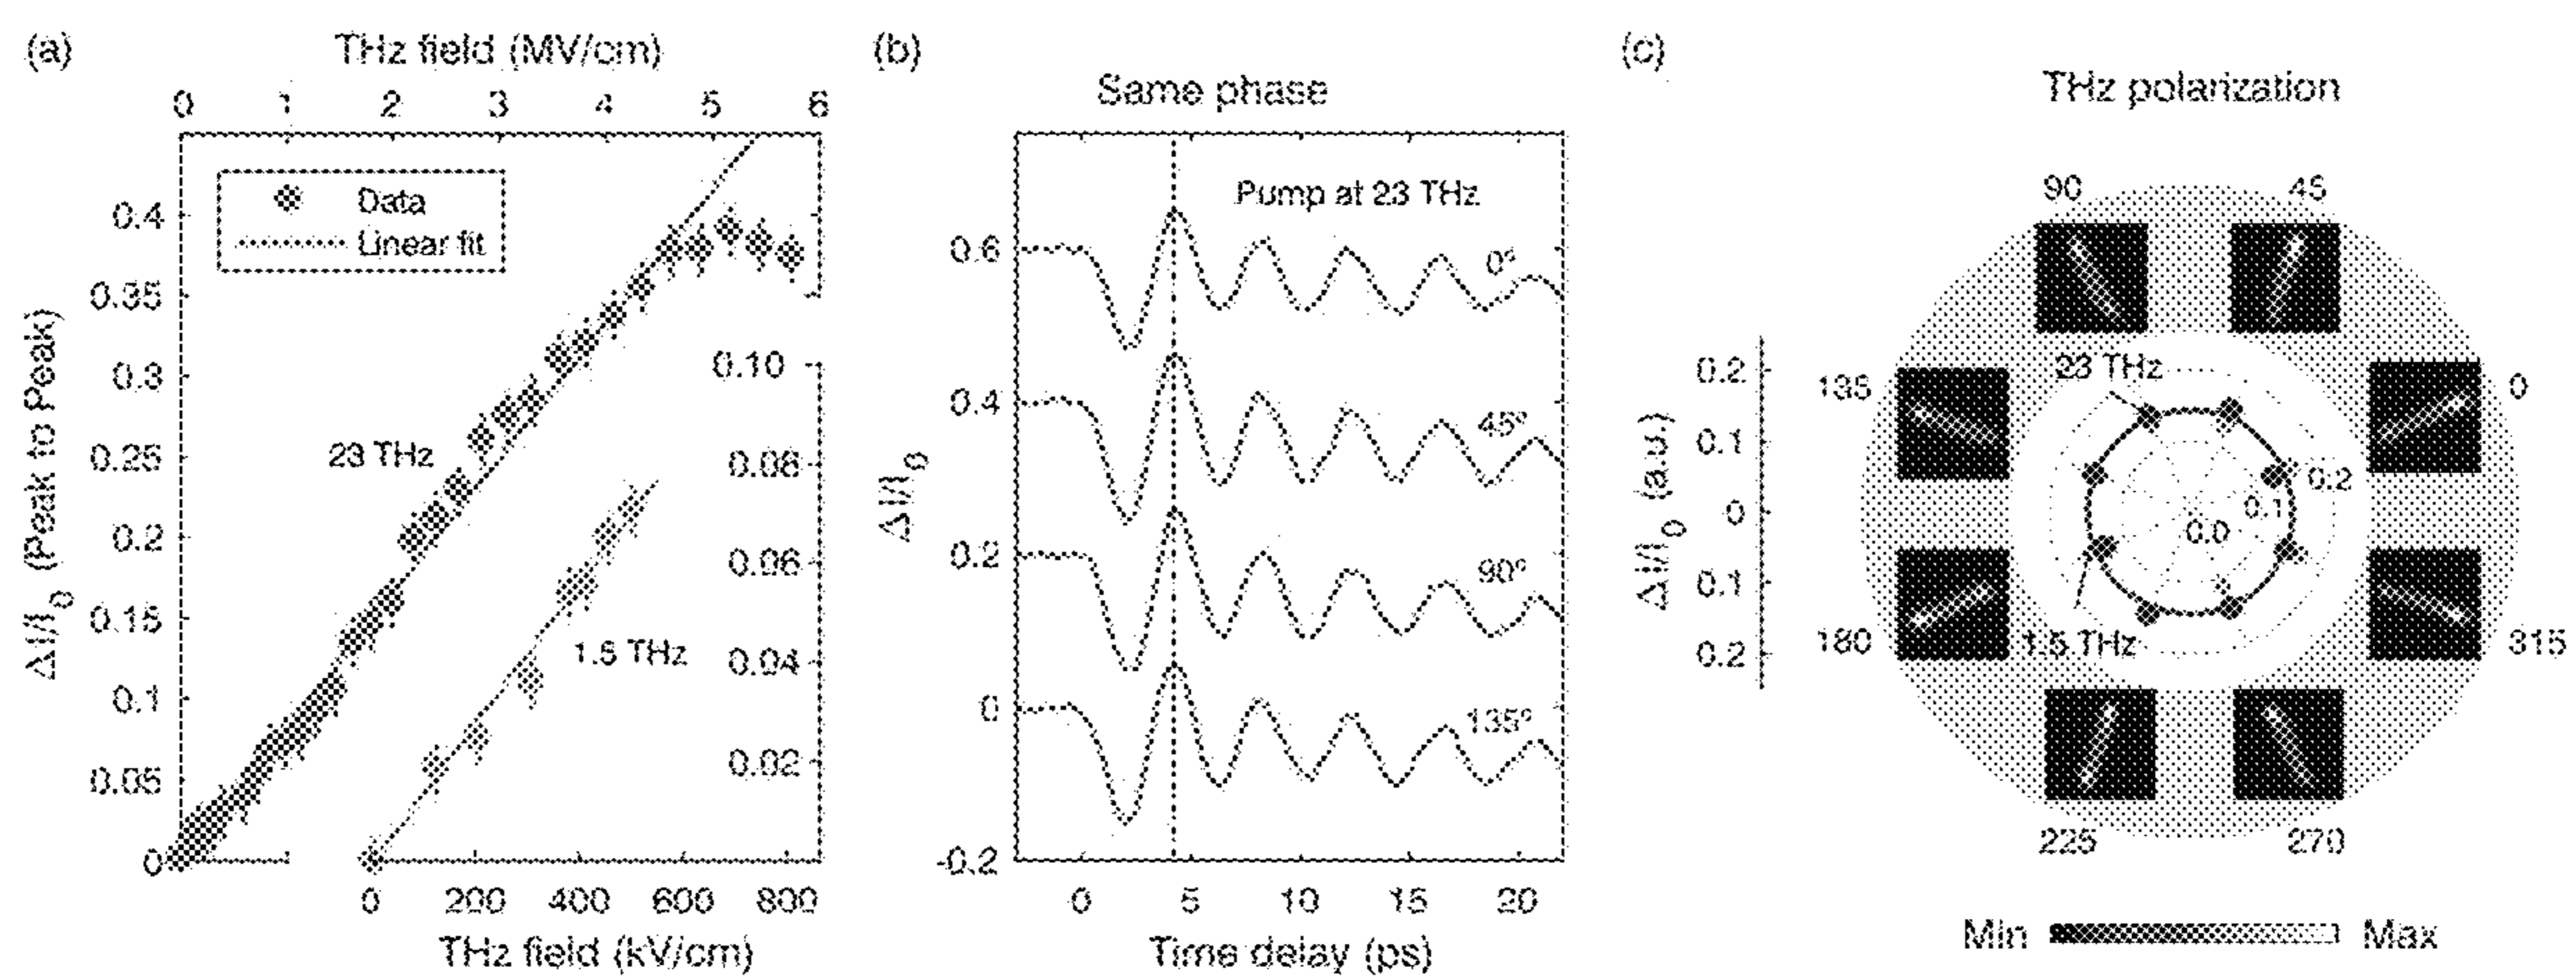 (a)
THz field (MV/cm)
0 1 2 3 4 5 6
Data
Linear fit
0.4
0.35
0.3
0.25
0.2
0.15
0.1
0.05
0
ΔI/I0 (Peak to Peak)
23 THz
1.5 THz
0.10
0.08
0.06
0.04
0.02
0 200 400 600 800
THz field (kV/cm)
(b)
Same phase
Pump at 23 THz
0.6
0.4
0.2
0
-0.2
ΔI/I0
0°
45°
90°
135°
0 5 10 15 20
Time delay (ps)
(c)
THz polarization
90 45
135 0
180 315
225 270
23 THz
1.5 THz
0.2
0.1
0.0
0.2
0.1
0
0.1
0.2
ΔI/I0 (a.u.)
Min Max